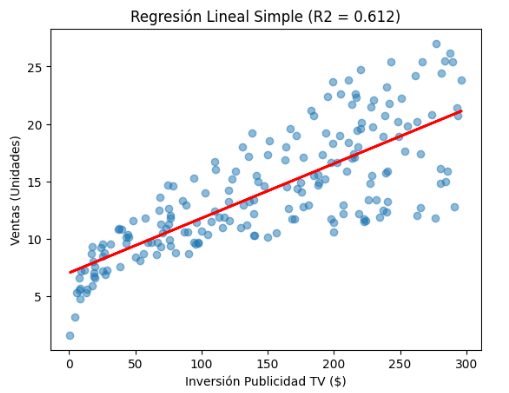 Regresión Lineal Simple (R2 = 0.612)
Ventas (Unidades)
25
20
15
10
5
0 50 100 150 200 250 300
Inversión Publicidad TV ($)